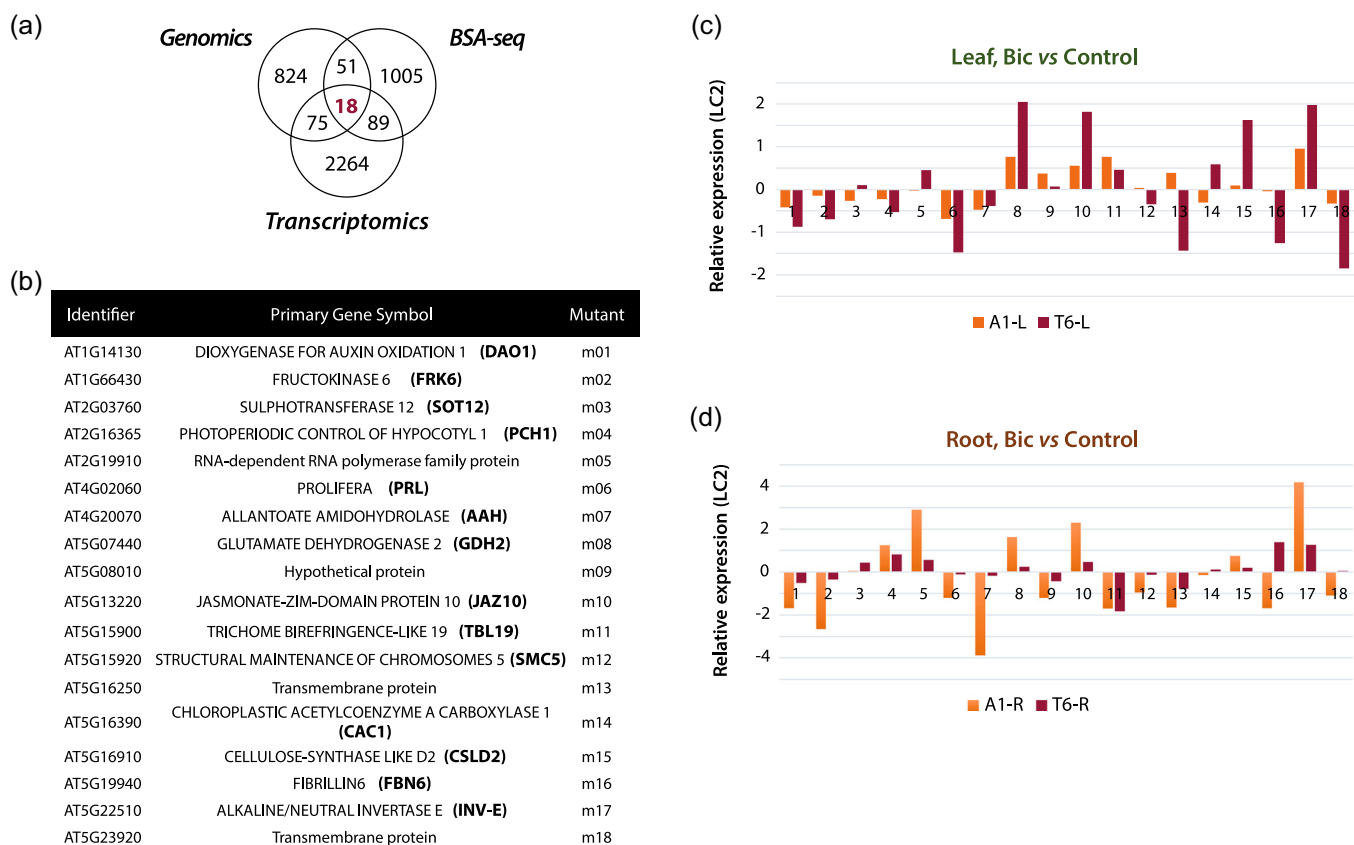 (a)
Genomics
BSA-seq
824
51
1005
18
75
89
2264
Transcriptomics
(b)
Identifier Primary Gene Symbol Mutant
AT1G14130 DIOXYGENASE FOR AUXIN OXIDATION 1 (DAO1) m01
AT1G66430 FRUCTOKINASE 6 (FRK6) m02
AT2G03760 SULPHOTRANSFERASE 12 (SOT12) m03
AT2G16365 PHOTOPERIODIC CONTROL OF HYPOCOTYL 1 (PCH1) m04
AT2G19910 RNA-dependent RNA polymerase family protein m05
AT4G02060 PROLIFERA (PRL) m06
AT4G20070 ALLANTOATE AMIDOHYDROLASE (AAH) m07
AT5G07440 GLUTAMATE DEHYDROGENASE 2 (GDH2) m08
AT5G08010 Hypothetical protein m09
AT5G13220 JASMONATE-ZIM-DOMAIN PROTEIN 10 (JAZ10) m10
AT5G15900 TRICHOME BIREFRINGENCE-LIKE 19 (TBL19) m11
AT5G15920 STRUCTURAL MAINTENANCE OF CHROMOSOMES 5 (SMC5) m12
AT5G16250 Transmembrane protein m13
AT5G16390 CHLOROPLASTIC ACETYLCOENZYME A CARBOXYLASE 1 (CAC1) m14
AT5G16910 CELLULOSE-SYNTHASE LIKE D2 (CSLD2) m15
AT5G19940 FIBRILLIN6 (FBN6) m16
AT5G22510 ALKALINE/NEUTRAL INVERTASE E (INV-E) m17
AT5G23920 Transmembrane protein m18
(c)
Leaf, Bic vs Control
Relative expression (LC2)
2
1
0
-1
-2
1 2 3 4 5 6 7 8 9 10 11 12 13 14 15 16 17 18
A1-L T6-L
(d)
Root, Bic vs Control
Relative expression (LC2)
4
2
0
-2
-4
1 2 3 4 5 6 7 8 9 10 11 12 13 14 15 16 17 18
A1-R T6-R